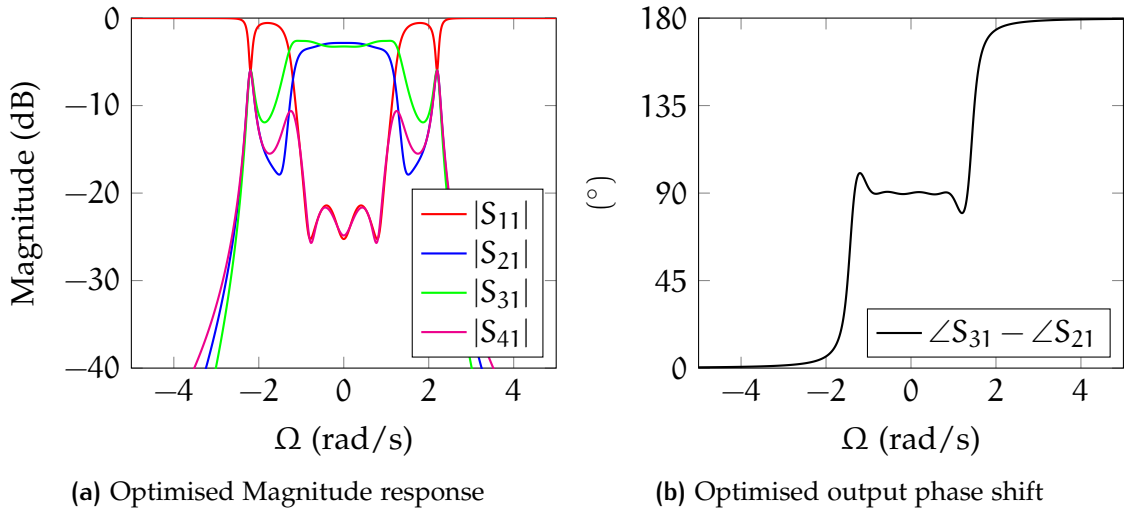 Magnitude (dB)
0
−10
−20
−30
−40
−4
−2
0
2
4
Ω (rad/s)
|S11|
|S21|
|S31|
|S41|
(a) Optimised Magnitude response
(°)
180
135
90
45
0
−4
−2
0
2
4
Ω (rad/s)
∠S31 − ∠S21
(b) Optimised output phase shift